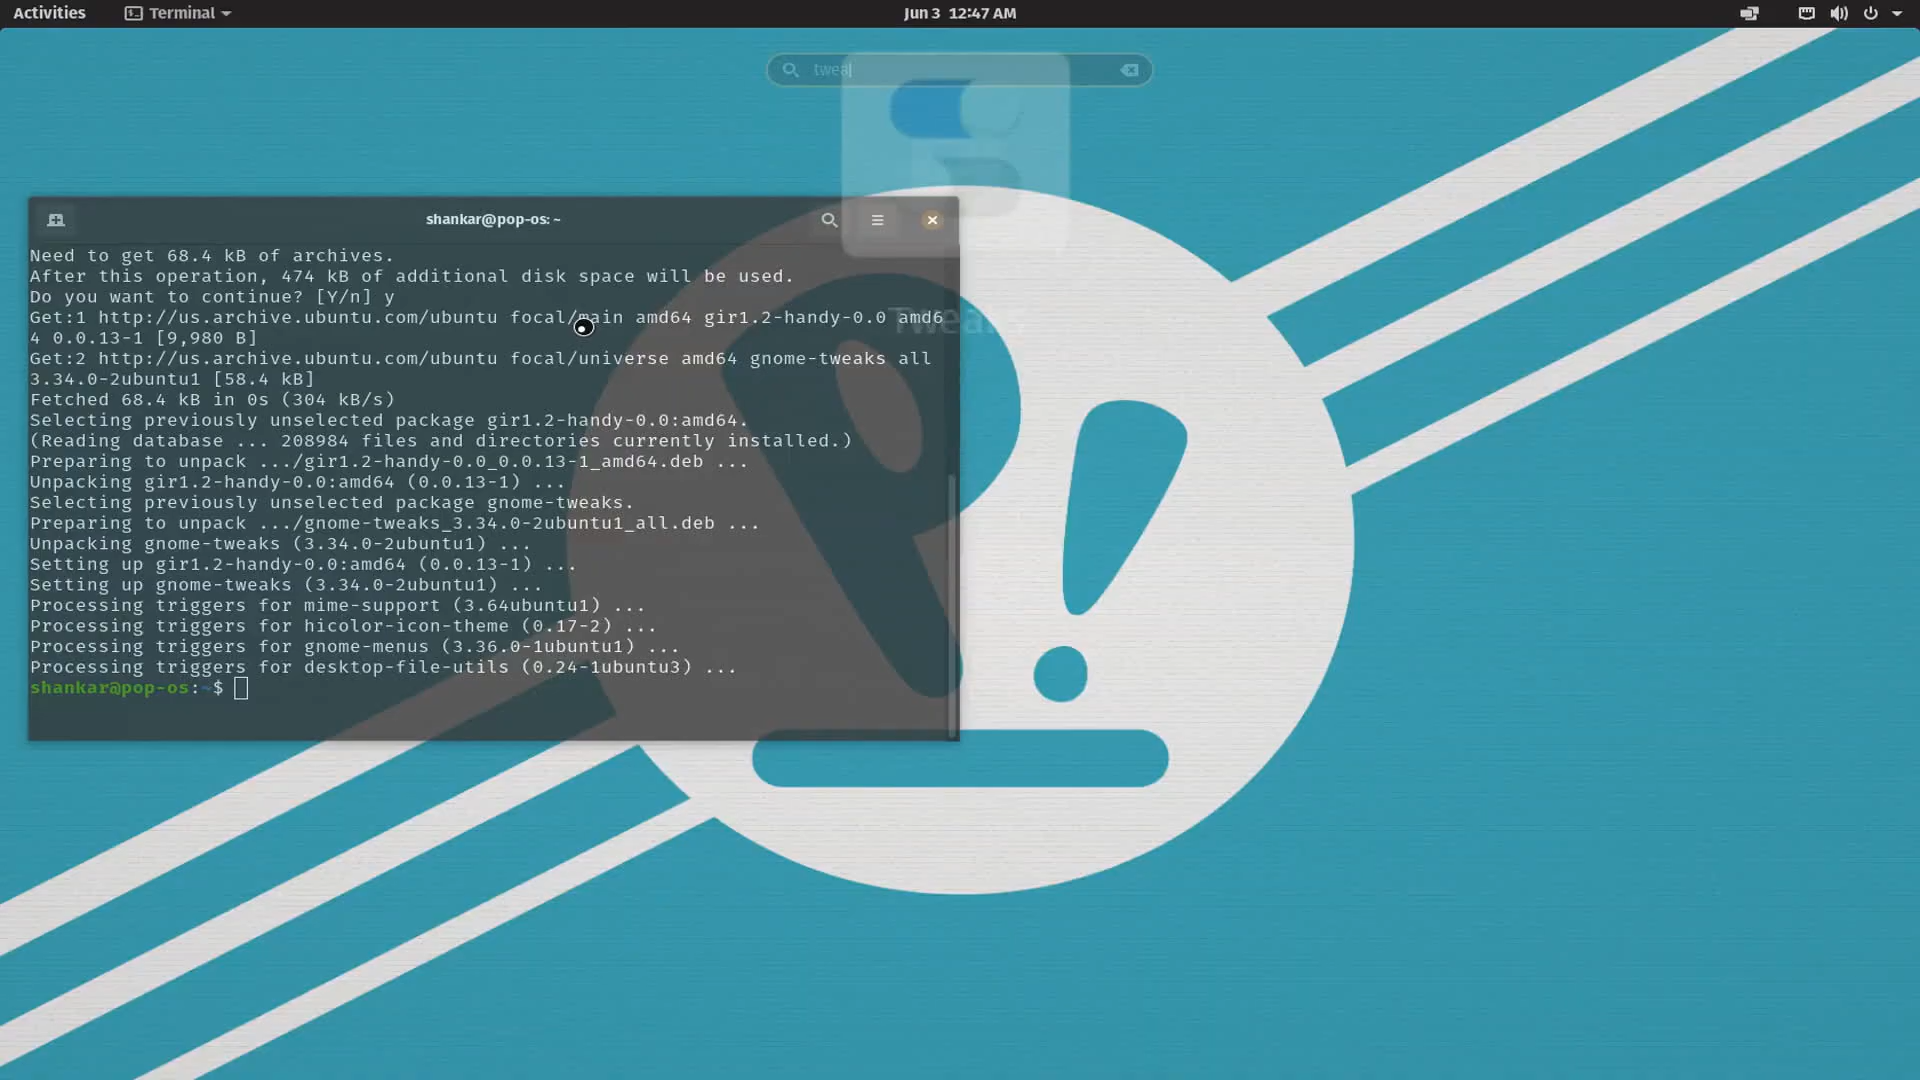 Activities
Terminal
Jun 3 12:47 AM
twea
shankar@pop-os: ~
Need to get 68.4 kB of archives.
After this operation, 474 kB of additional disk space will be used.
Do you want to continue? [Y/n] y
Get:1 http://us.archive.ubuntu.com/ubuntu focal/main amd64 gir1.2-handy-0.0 amd6
4 0.0.13-1 [9,980 B]
Get:2 http://us.archive.ubuntu.com/ubuntu focal/universe amd64 gnome-tweaks all
3.34.0-2ubuntu1 [58.4 kB]
Fetched 68.4 kB in 0s (304 kB/s)
Selecting previously unselected package gir1.2-handy-0.0:amd64.
(Reading database ... 208984 files and directories currently installed.)
Preparing to unpack .../gir1.2-handy-0.0_0.0.13-1_amd64.deb ...
Unpacking gir1.2-handy-0.0:amd64 (0.0.13-1) ...
Selecting previously unselected package gnome-tweaks.
Preparing to unpack .../gnome-tweaks_3.34.0-2ubuntu1_all.deb ...
Unpacking gnome-tweaks (3.34.0-2ubuntu1) ...
Setting up gir1.2-handy-0.0:amd64 (0.0.13-1) ...
Setting up gnome-tweaks (3.34.0-2ubuntu1) ...
Processing triggers for mime-support (3.64ubuntu1) ...
Processing triggers for hicolor-icon-theme (0.17-2) ...
Processing triggers for gnome-menus (3.36.0-1ubuntu1) ...
Processing triggers for desktop-file-utils (0.24-1ubuntu3) ...
shankar@pop-os:~$
Tweaks